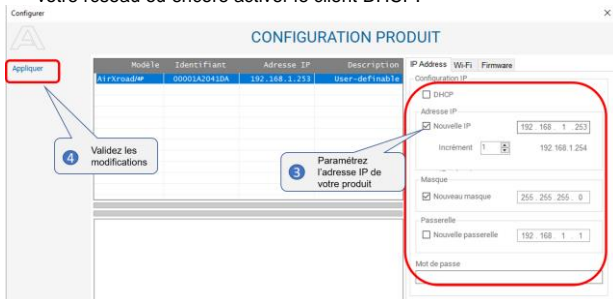 votre réseau ou encore activer le client DHCP.
Configurer
CONFIGURATION PRODUIT
Appliquer
Modèle Identifiant Adresse IP Description
AirXroad/4P 00001A2041DA 192.168.1.253 User-definable
IP Address Wi-Fi Firmware
Configuration IP
DHCP
Adresse IP
Nouvelle IP 192 . 168 . 1 . 253
Incrément 1 192.168.1.254
Masque
Nouveau masque 255 . 255 . 255 . 0
Passerelle
Nouvelle passerelle 192 . 168 . 1 . 1
Mot de passe
4 Validez les
modifications
3 Paramétrez
l'adresse IP de
votre produit